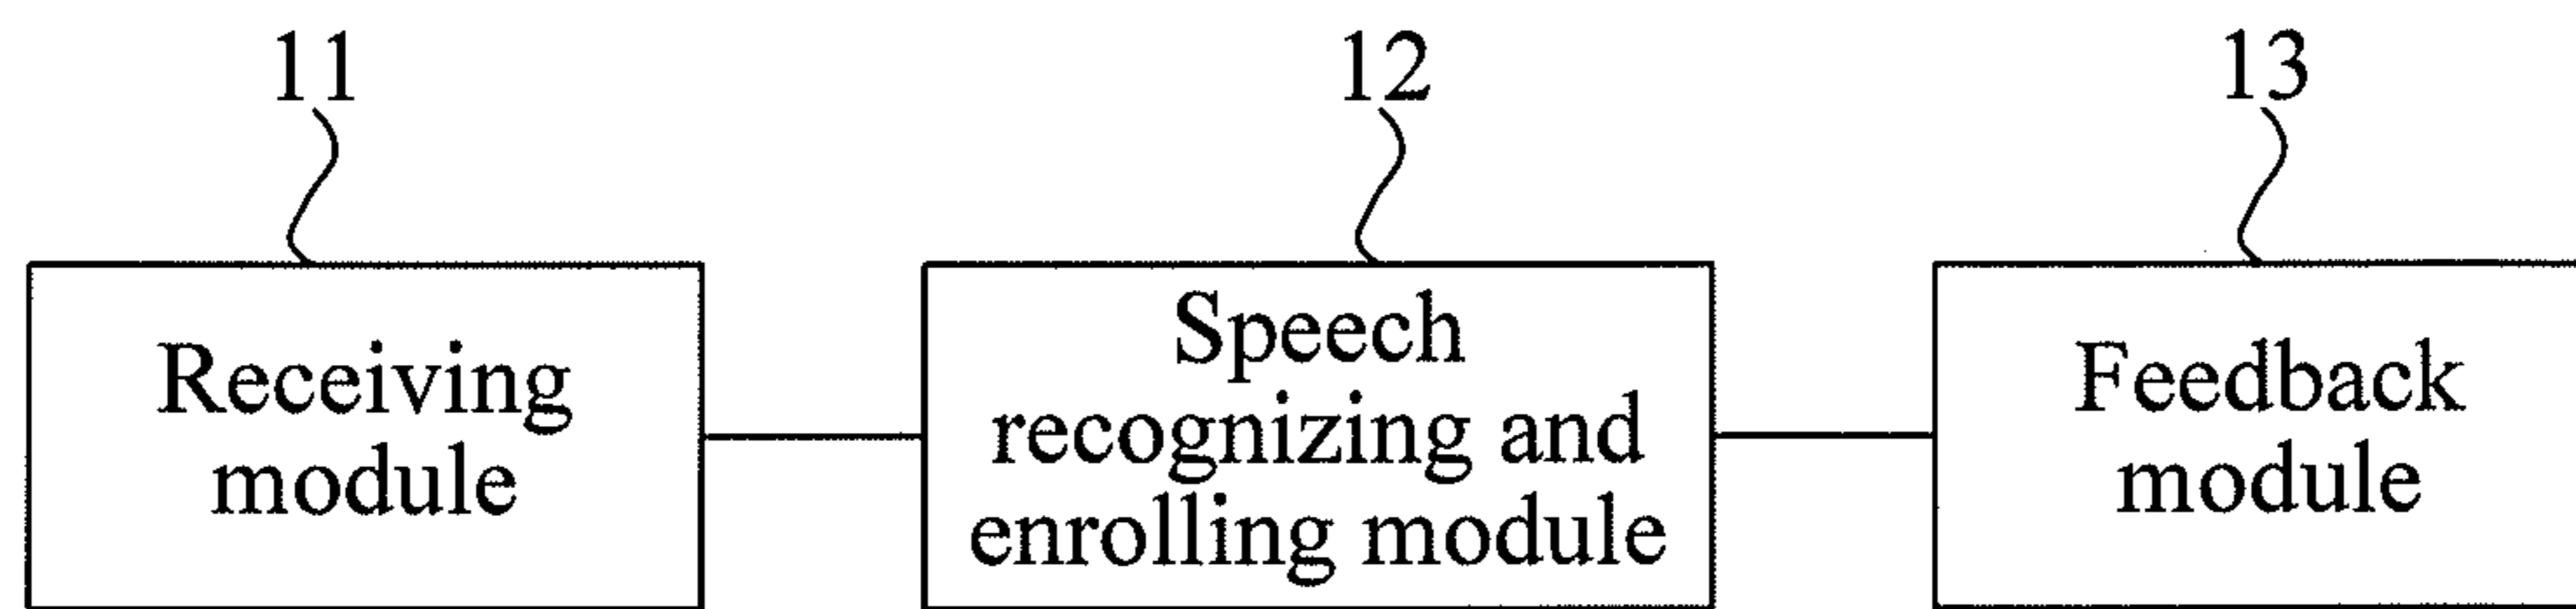 11
12
13
Receiving
module
Speech
recognizing and
enrolling module
Feedback
module